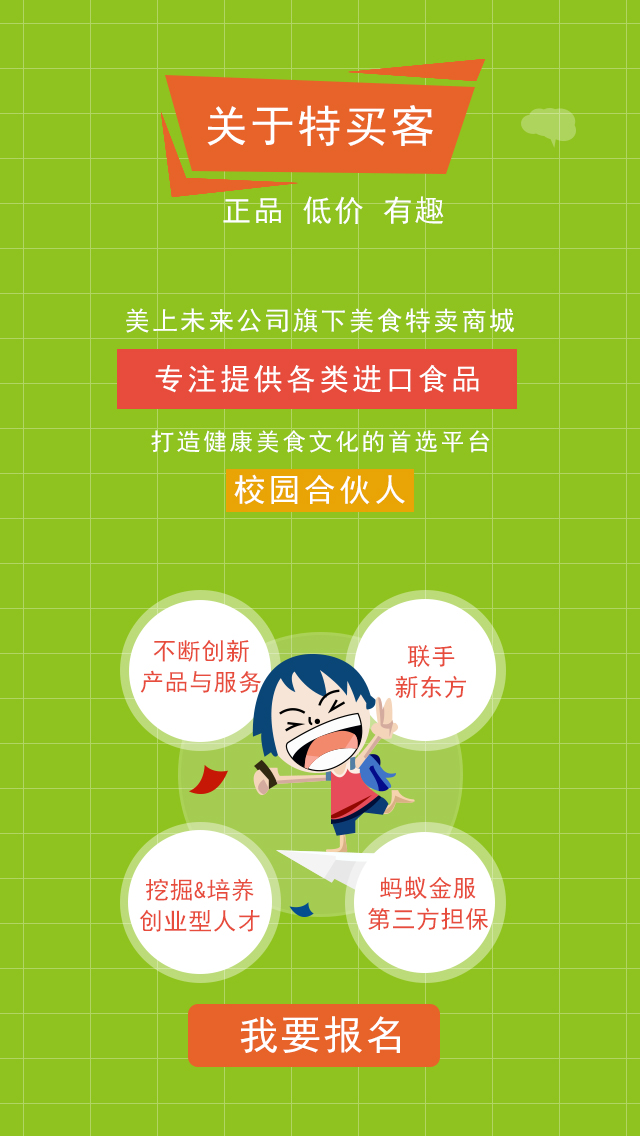 关于特买客
正品 低价 有趣
美上未来公司旗下美食特卖商城
专注提供各类进口食品
打造健康美食文化的首选平台
校园合伙人
不断创新
产品与服务
联手
新东方
挖掘&培养
创业型人才
蚂蚁金服
第三方担保
我要报名